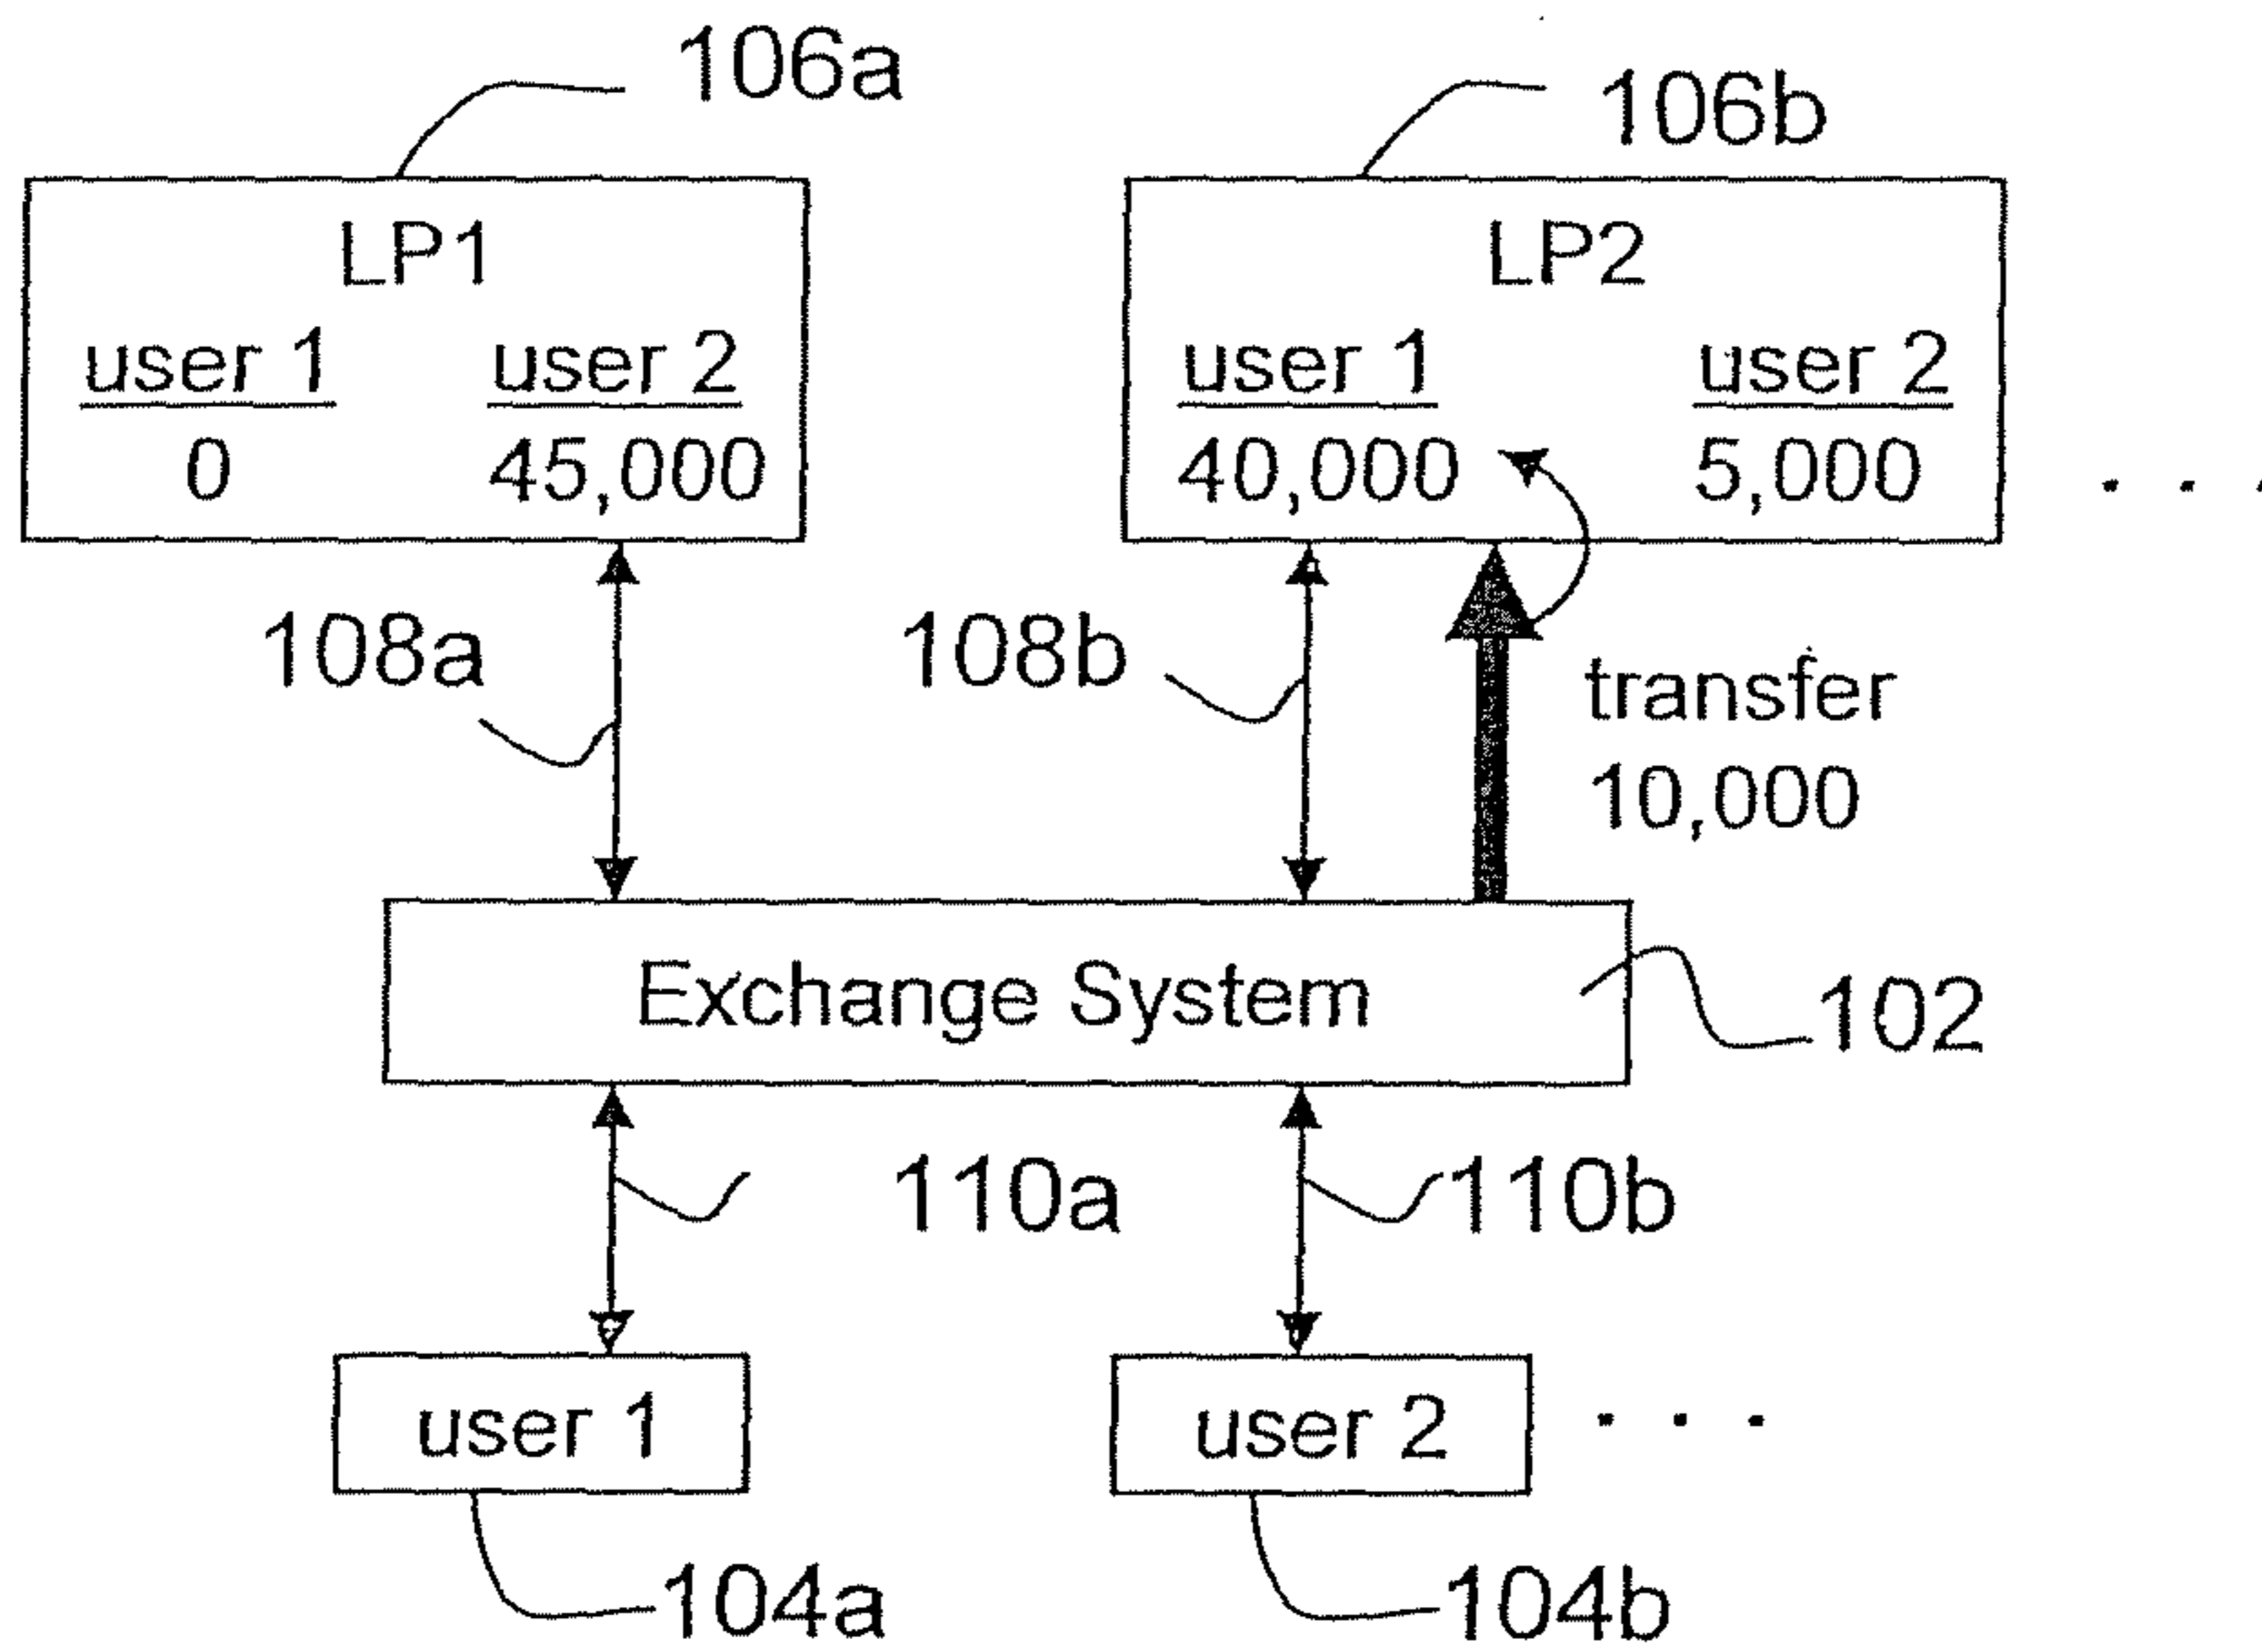 106a
106b
LP1
LP2
user 1 user 2
user 1 user 2
0 45,000
40,000 5,000
. . .
108a
108b
transfer
10,000
Exchange System
102
110a
110b
user 1
user 2
. . .
104a
104b